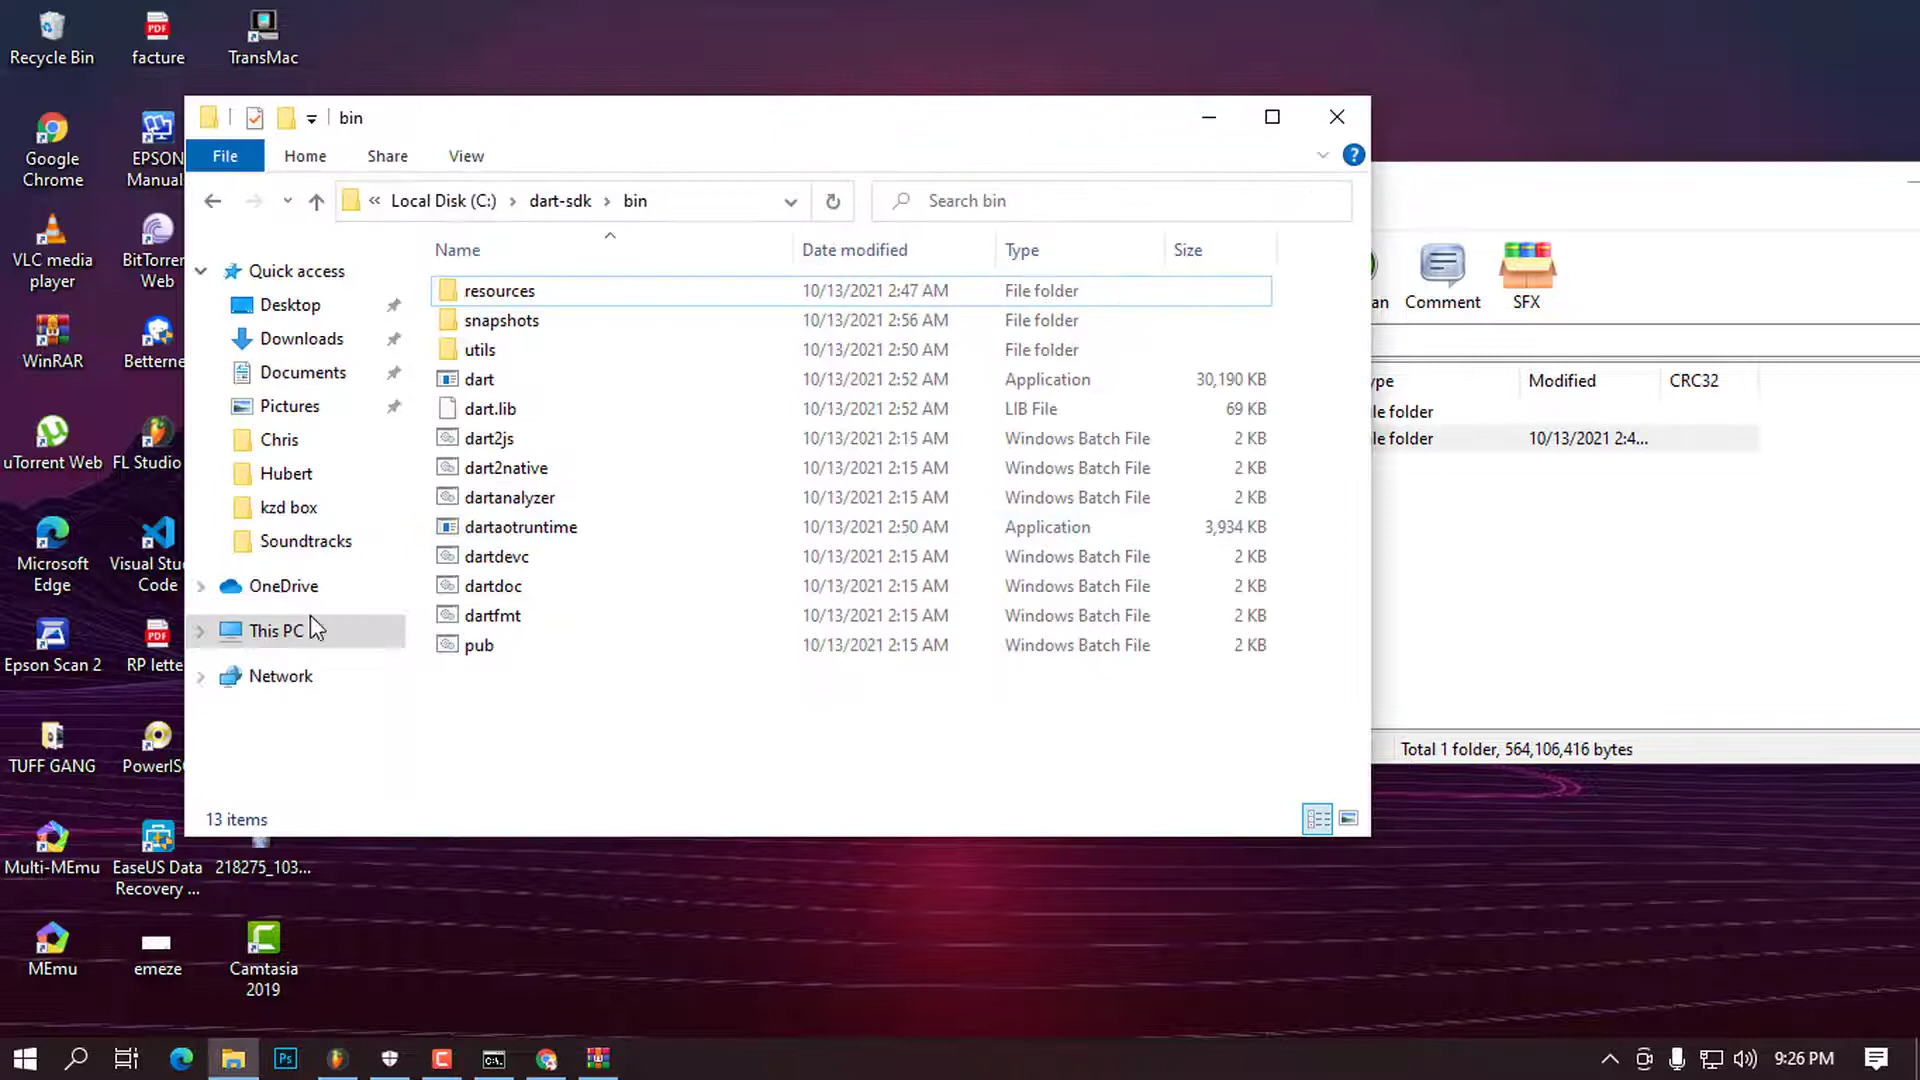 Recycle Bin
facture
TransMac
Google
Chrome
EPSON
Manual
VLC media
player
BitTorre
Web
WinRAR
Betterne
uTorrent Web
FL Studio
Microsoft
Edge
Visual Stu
Code
Epson Scan 2
RP lette
TUFF GANG
PowerIS
Multi-MEmu
EaseUS Data
Recovery ...
218275_103...
MEmu
emeze
Camtasia
2019
bin
File
Home
Share
View
« Local Disk (C:) > dart-sdk > bin
Search bin
Quick access
Desktop
Downloads
Documents
Pictures
Chris
Hubert
kzd box
Soundtracks
OneDrive
This PC
Network
Name Date modified Type Size
resources 10/13/2021 2:47 AM File folder
snapshots 10/13/2021 2:56 AM File folder
utils 10/13/2021 2:50 AM File folder
dart 10/13/2021 2:52 AM Application 30,190 KB
dart.lib 10/13/2021 2:52 AM LIB File 69 KB
dart2js 10/13/2021 2:15 AM Windows Batch File 2 KB
dart2native 10/13/2021 2:15 AM Windows Batch File 2 KB
dartanalyzer 10/13/2021 2:15 AM Windows Batch File 2 KB
dartaotruntime 10/13/2021 2:50 AM Application 3,934 KB
dartdevc 10/13/2021 2:15 AM Windows Batch File 2 KB
dartdoc 10/13/2021 2:15 AM Windows Batch File 2 KB
dartfmt 10/13/2021 2:15 AM Windows Batch File 2 KB
pub 10/13/2021 2:15 AM Windows Batch File 2 KB
13 items
an
Comment
SFX
ype Modified CRC32
le folder
le folder 10/13/2021 2:4...
Total 1 folder, 564,106,416 bytes
Ps
9:26 PM